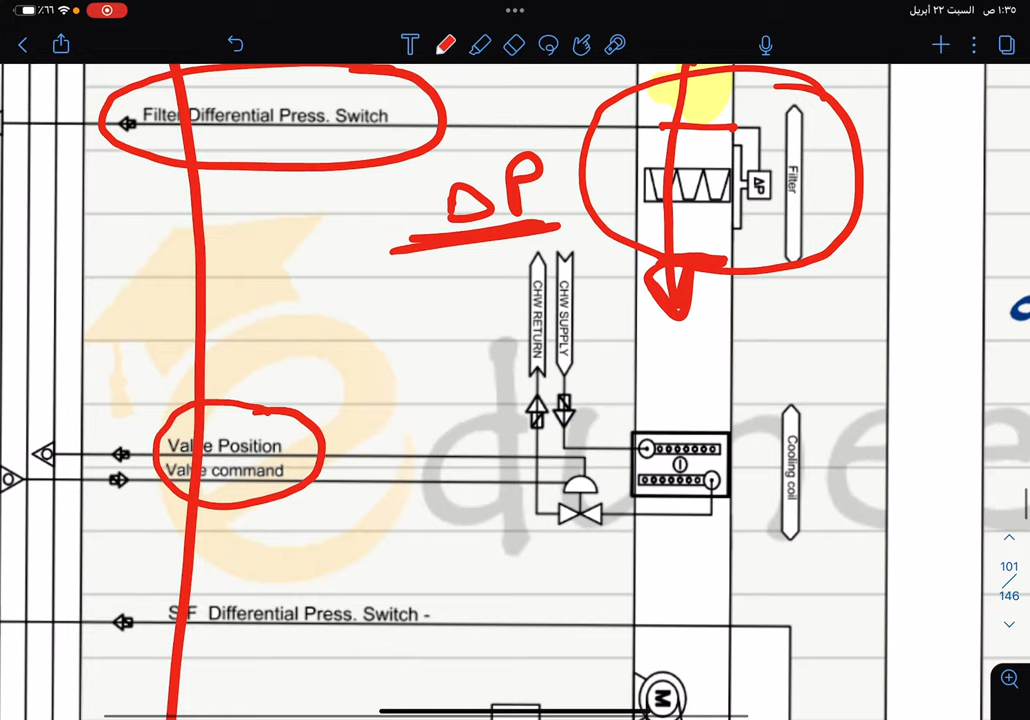 ٪٦٦
١:٣٥ ص السبت ٢٢ أبريل
T
Filter Differential Press. Switch
ΔP
ΔP
Filter
CHW RETURN
CHW SUPPLY
Cooling coil
Valve Position
Valve command
101
146
S/F Differential Press. Switch -
M
edunee